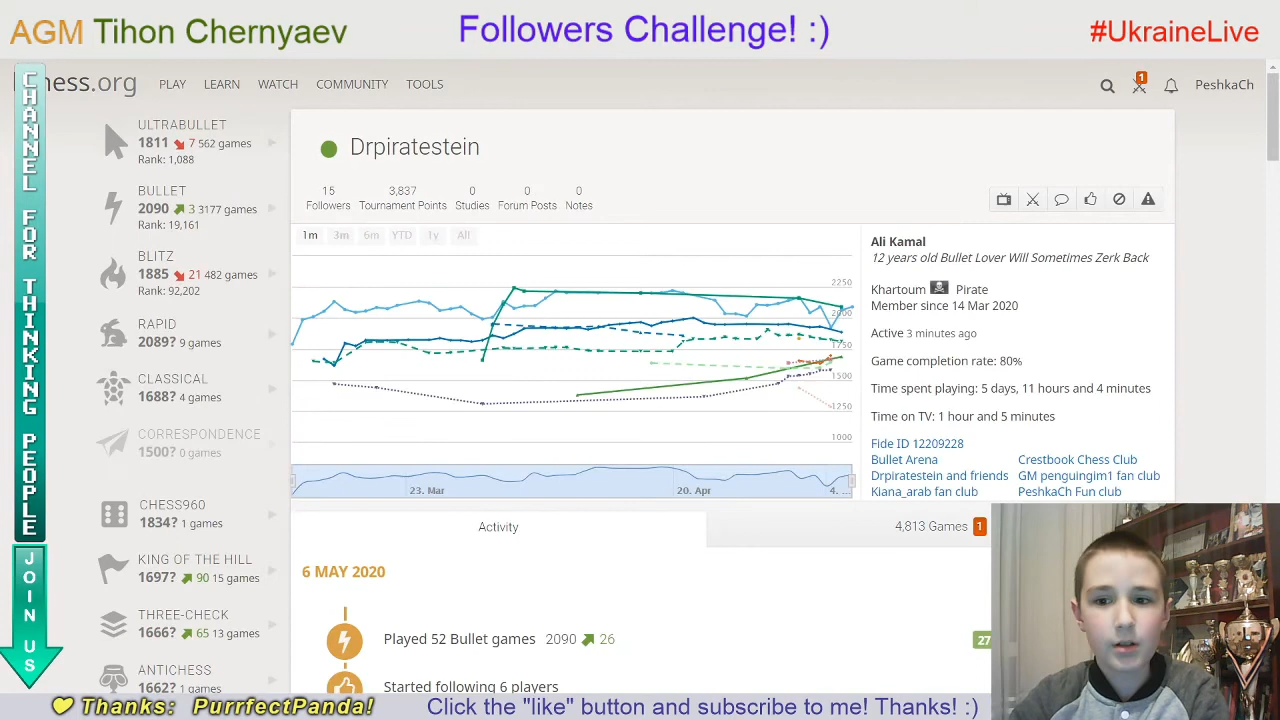 AGM Tihon Chernyaev
Followers Challenge! :)
#UkraineLive
CHANNEL FOR THINKING PEOPLE
JOIN US
hess.org
PLAY
LEARN
WATCH
COMMUNITY
TOOLS
1
PeshkaCh
ULTRABULLET
1811 7 562 games
Rank: 1,088
BULLET
2090 3 3177 games
Rank: 19,161
BLITZ
1885 21 482 games
Rank: 92,202
RAPID
2089? 9 games
CLASSICAL
1688? 4 games
CORRESPONDENCE
1500? 0 games
CHESS960
1834? 1 games
KING OF THE HILL
1697? 90 15 games
THREE-CHECK
1666? 65 13 games
ANTICHESS
1662? 1 games
Drpiratestein
15 Followers
3,837 Tournament Points
0 Studies
0 Forum Posts
0 Notes
1m 3m 6m YTD 1y All
2250
2000
1750
1500
1250
1000
23. Mar
20. Apr
4. ...
Ali Kamal
12 years old Bullet Lover Will Sometimes Zerk Back
Khartoum Pirate
Member since 14 Mar 2020
Active 3 minutes ago
Game completion rate: 80%
Time spent playing: 5 days, 11 hours and 4 minutes
Time on TV: 1 hour and 5 minutes
Fide ID 12209228
Bullet Arena
Crestbook Chess Club
Drpiratestein and friends
GM penguingim1 fan club
Kiana_arab fan club
PeshkaCh Fun club
Activity
4,813 Games 1
6 MAY 2020
Played 52 Bullet games 2090 26
27
Started following 6 players
Thanks: PurrfectPanda!
Click the "like" button and subscribe to me! Thanks! :)